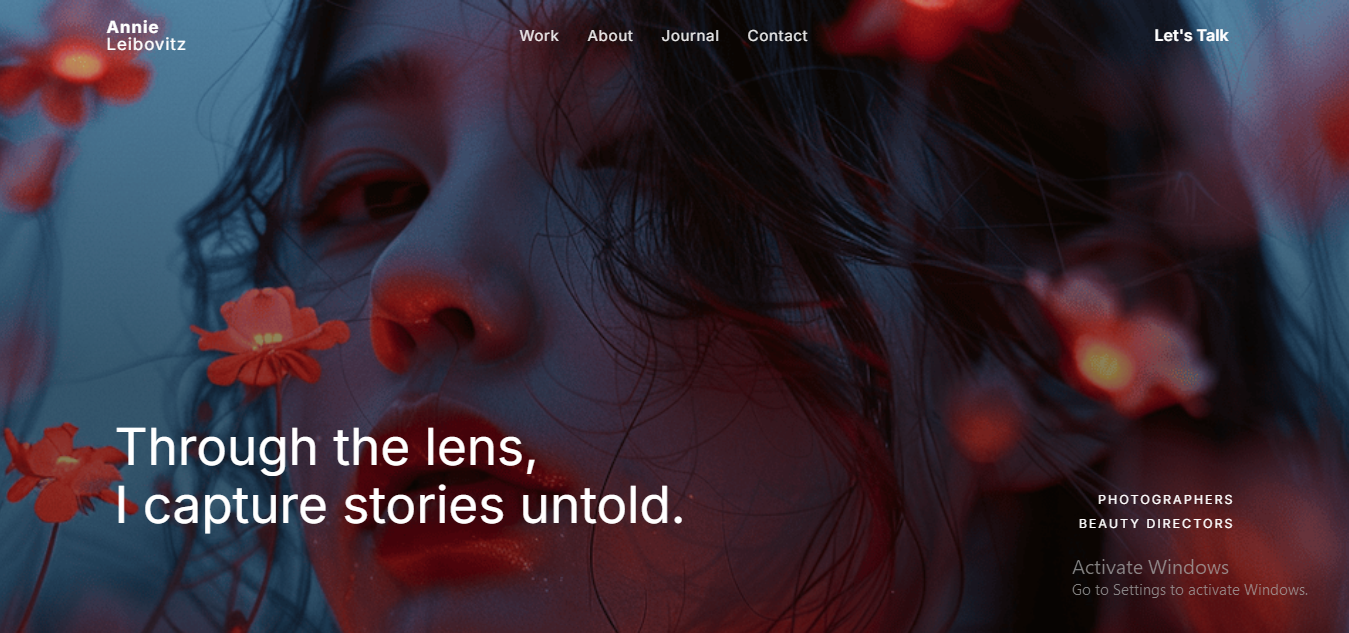 Annie
Leibovitz
Work About Journal Contact
Let's Talk
Through the lens,
I capture stories untold.
PHOTOGRAPHERS
BEAUTY DIRECTORS
Activate Windows
Go to Settings to activate Windows.